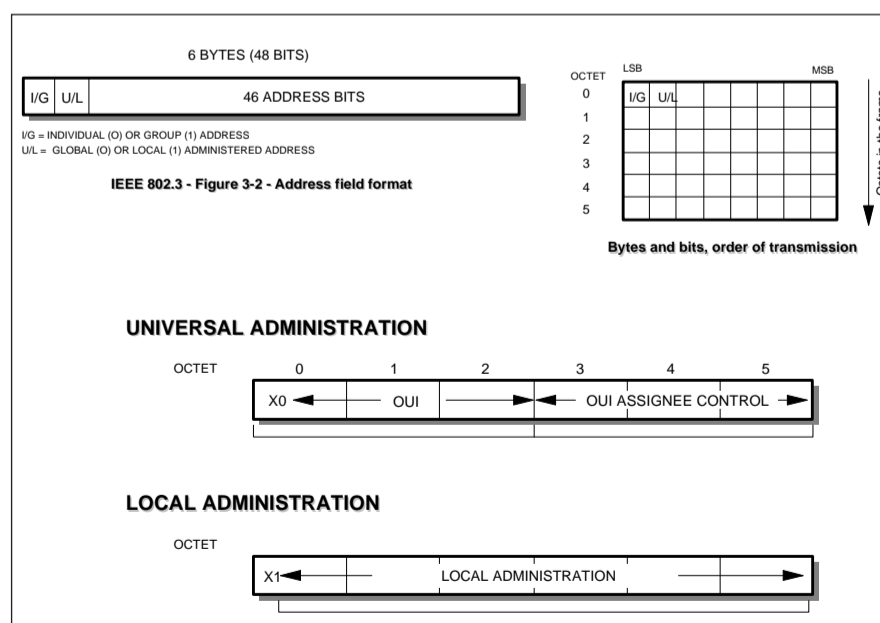 6 BYTES (48 BITS)
I/G U/L 46 ADDRESS BITS
I/G = INDIVIDUAL (O) OR GROUP (1) ADDRESS
U/L = GLOBAL (O) OR LOCAL (1) ADMINISTERED ADDRESS
IEEE 802.3 - Figure 3-2 - Address field format
OCTET LSB MSB
0 I/G U/L
1
2
3
4
5
Bytes and bits, order of transmission
UNIVERSAL ADMINISTRATION
OCTET 0 1 2 3 4 5
X0 OUI OUI ASSIGNEE CONTROL
LOCAL ADMINISTRATION
OCTET
X1 LOCAL ADMINISTRATION